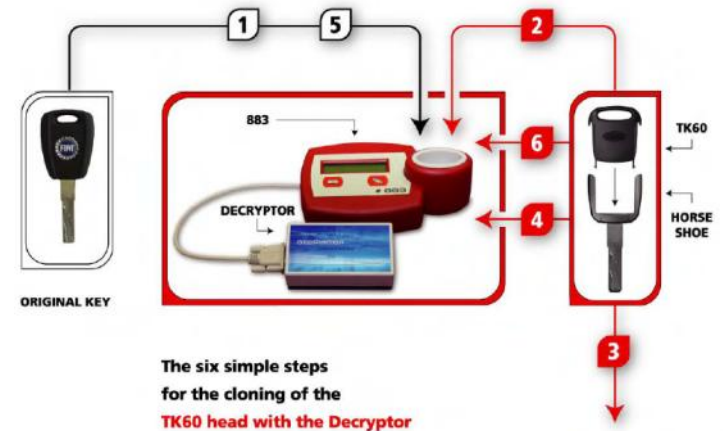 1
5
2
883
TK60
6
FIAT
DECRYPTOR
4
HORSE
SHOE
ORIGINAL KEY
3
The six simple steps
for the cloning of the
TK60 head with the Decryptor